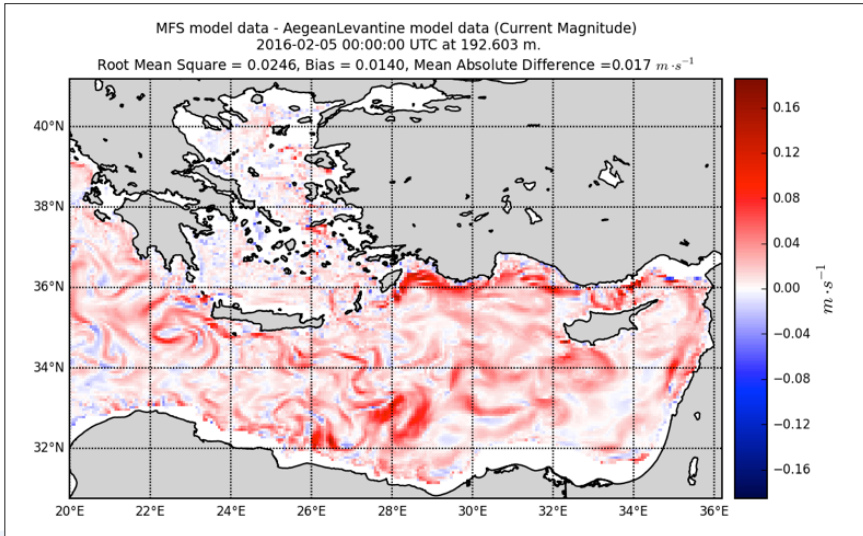 MFS model data - AegeanLevantine model data (Current Magnitude)
2016-02-05 00:00:00 UTC at 192.603 m.
Root Mean Square = 0.0246, Bias = 0.0140, Mean Absolute Difference =0.017 m · s⁻¹
40°N
38°N
36°N
34°N
32°N
20°E 22°E 24°E 26°E 28°E 30°E 32°E 34°E 36°E
0.16
0.12
0.08
0.04
0.00
−0.04
−0.08
−0.12
−0.16
m · s⁻¹